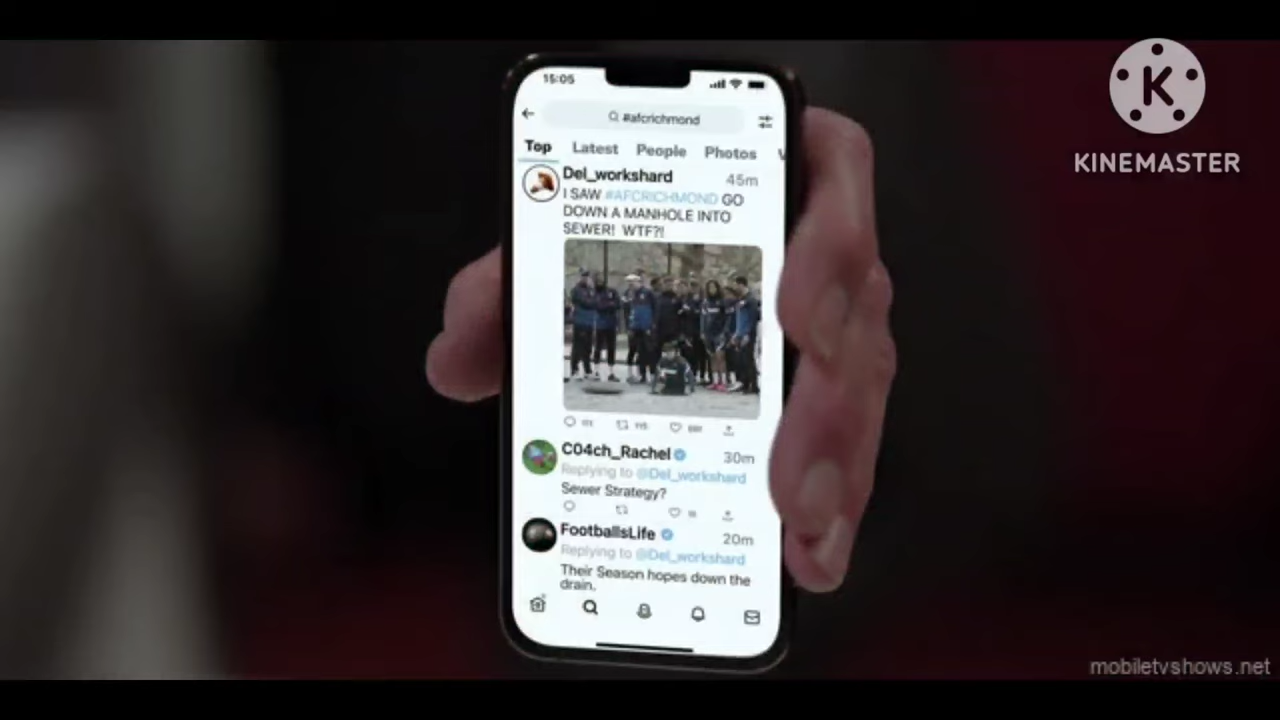 15:05
#afcrichmond
Top Latest People Photos
Del_workshard 45m
I SAW #AFCRICHMOND GO
DOWN A MANHOLE INTO
SEWER! WTF?!
C04ch_Rachel 30m
Replying to @Del_workshard
Sewer Strategy?
FootballsLife 20m
Replying to @Del_workshard
Their Season hopes down the
drain.
K
KINEMASTER
mobiletvshows.net